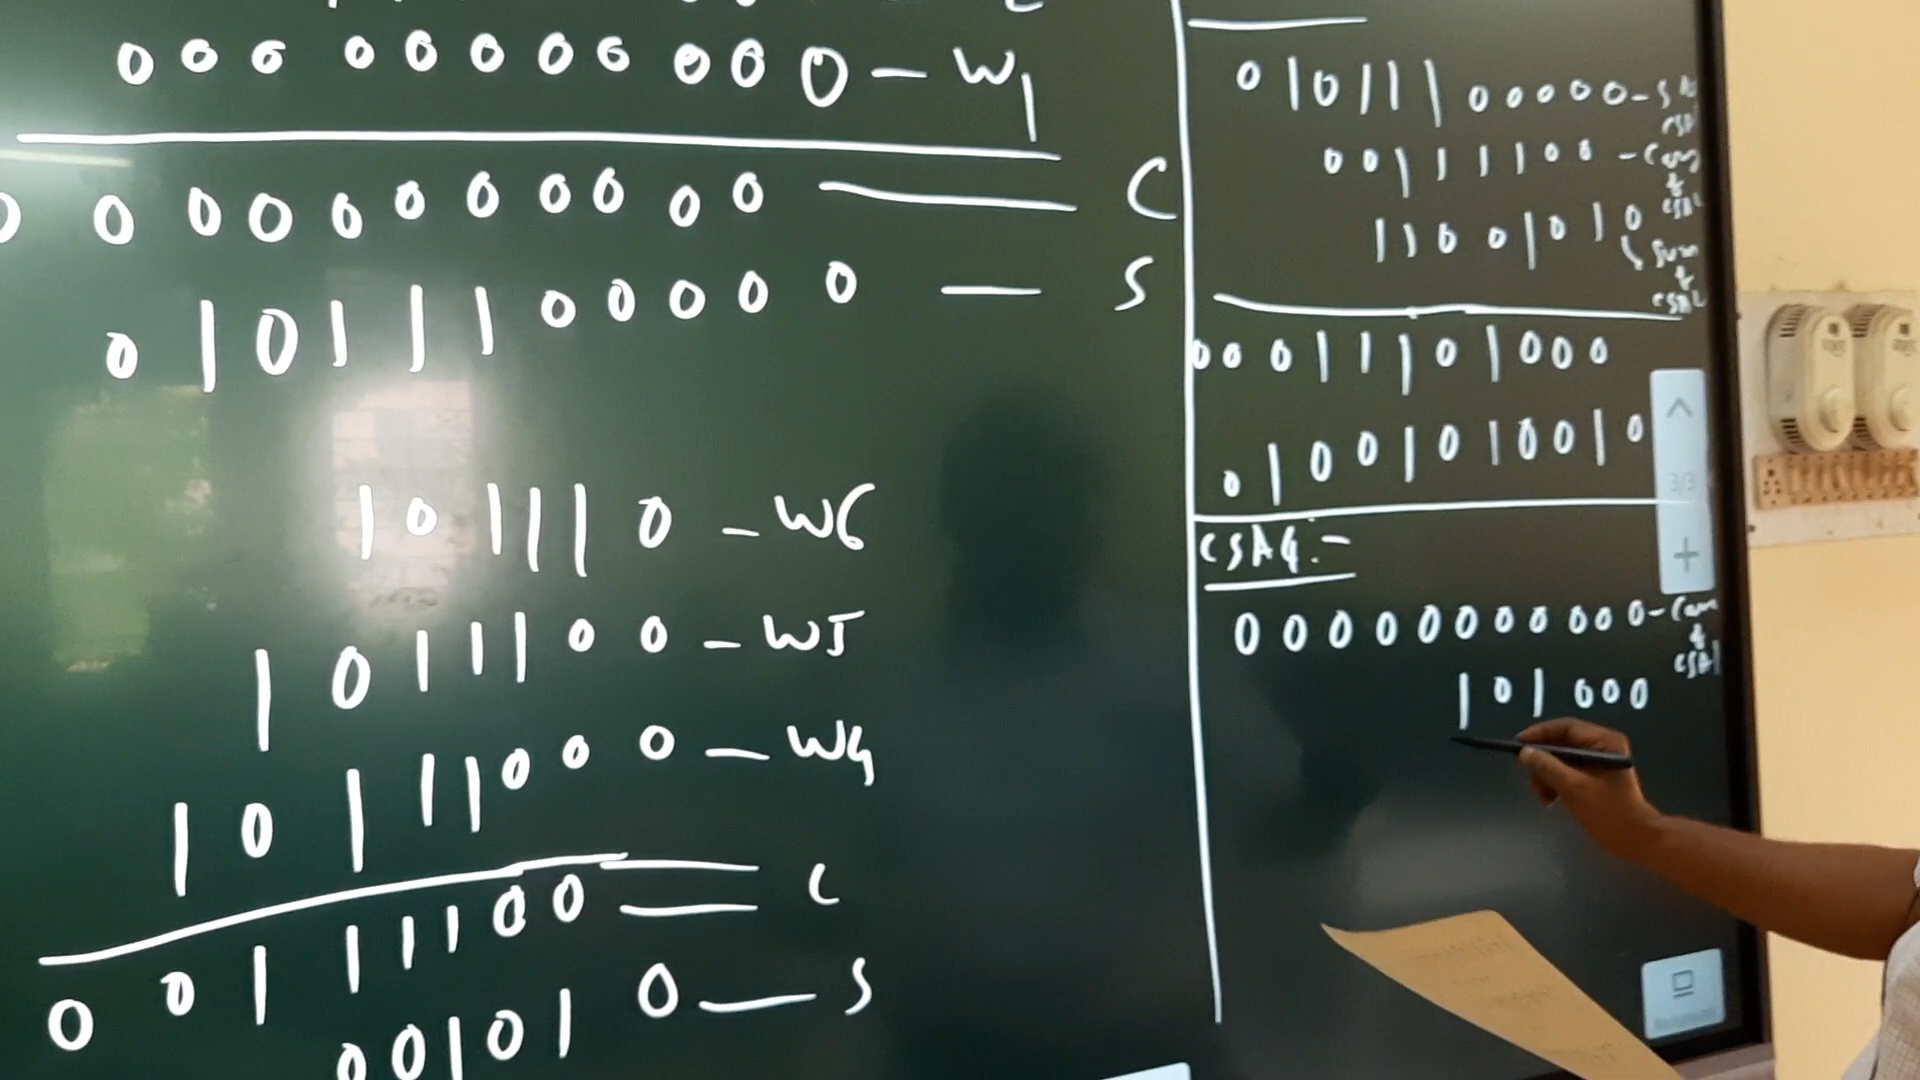 0 0 0 0 0 0 0 0 0 0 0 — W1
0 0 0 0 0 0 0 0 0 0 0 — C
0 1 0 1 1 1 0 0 0 0 0 — S
1 0 1 1 1 0 - W6
1 0 1 1 1 0 0 - W5
1 0 1 1 1 0 0 0 — W4
0 0 1 1 1 1 0 0 — C
0 0 1 0 1 0 — S
0 1 0 1 1 1 0 0 0 0 0 -
0 0 1 1 1 1 0 0 -
1 1 0 0 1 0 1 0 Sum
0 0 0 1 1 1 0 1 0 0 0
0 1 0 0 1 0 1 0 0 1 0
CSA4:-
0 0 0 0 0 0 0 0 0 0 0 -
1 0 1 0 0 0
3/3